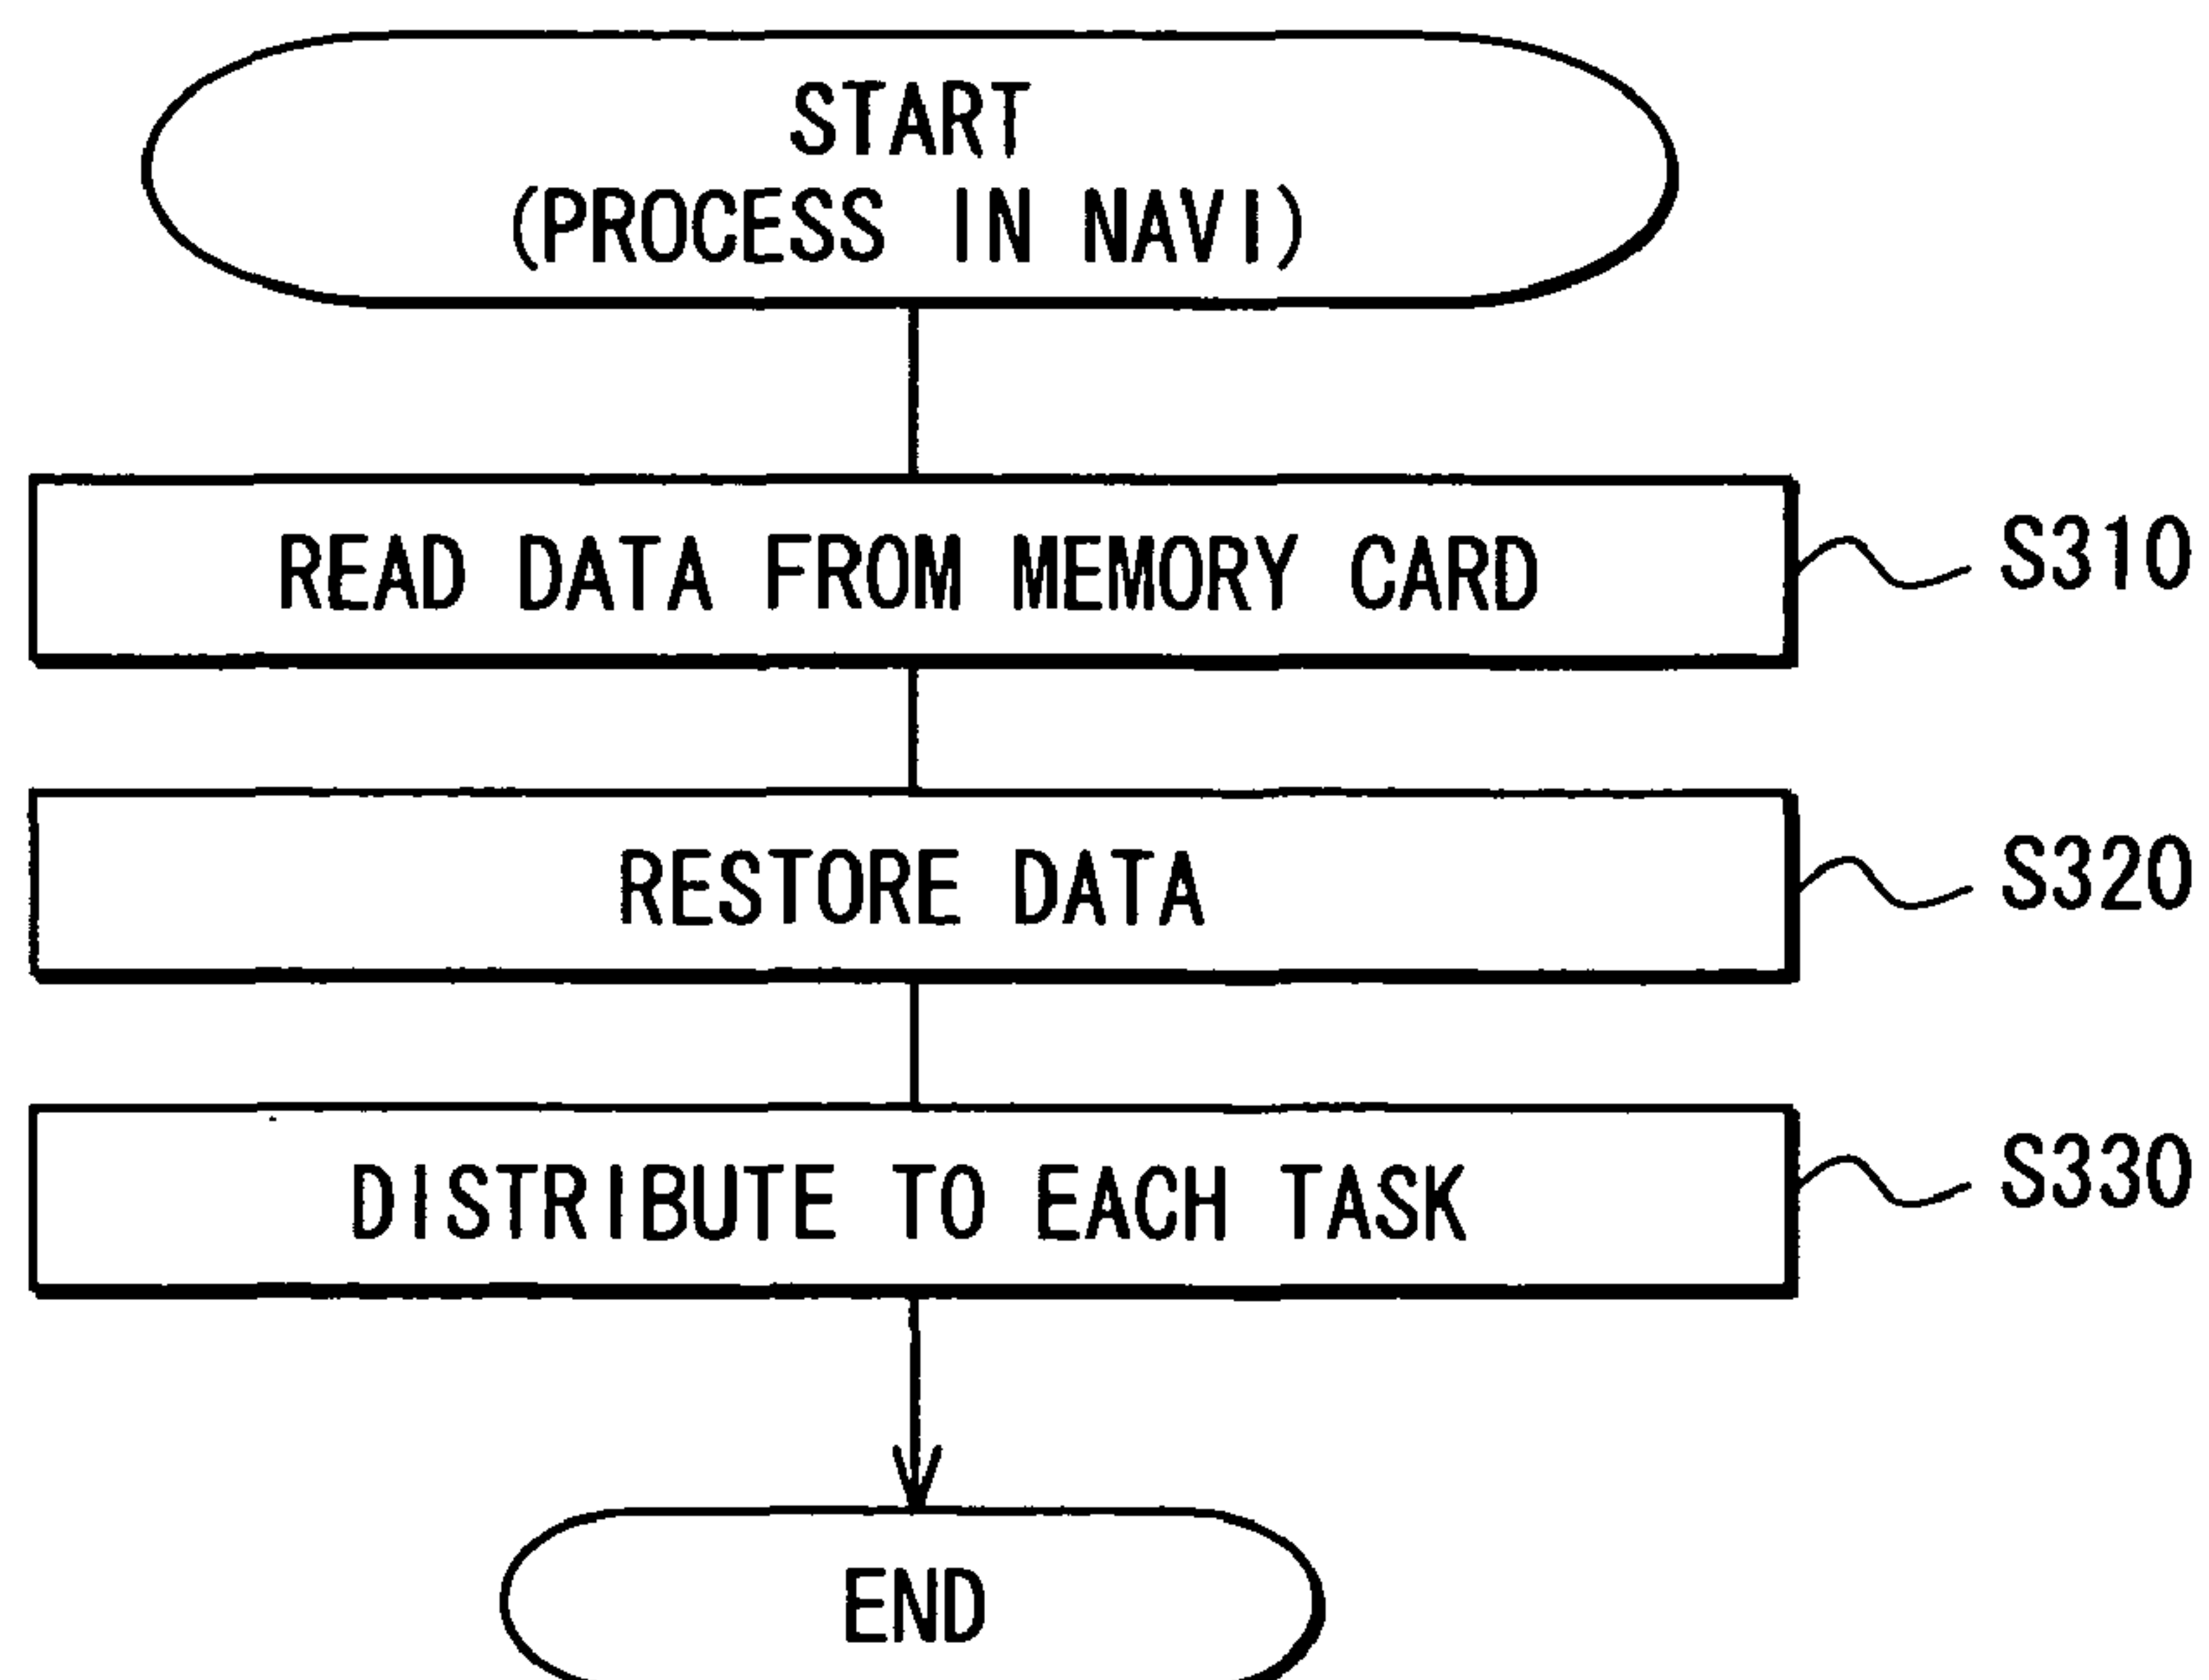 START
(PROCESS IN NAVI)
READ DATA FROM MEMORY CARD
S310
RESTORE DATA
S320
DISTRIBUTE TO EACH TASK
S330
END